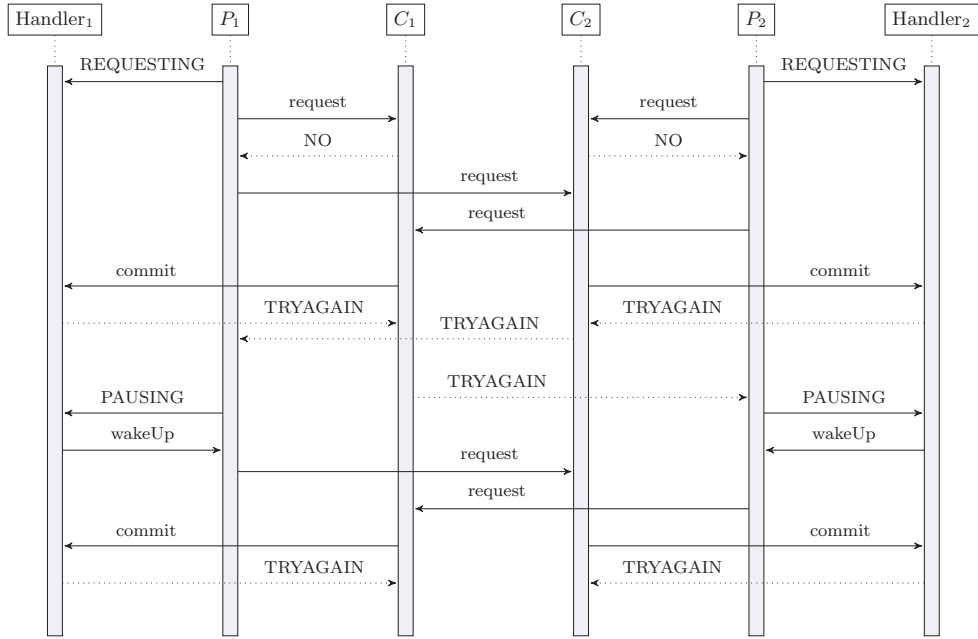 Handler₁ P₁ C₁ C₂ P₂ Handler₂
REQUESTING REQUESTING
request request
NO NO
request
request
commit commit
TRYAGAIN TRYAGAIN TRYAGAIN
TRYAGAIN
PAUSING PAUSING
wakeUp wakeUp
request
request
commit commit
TRYAGAIN TRYAGAIN